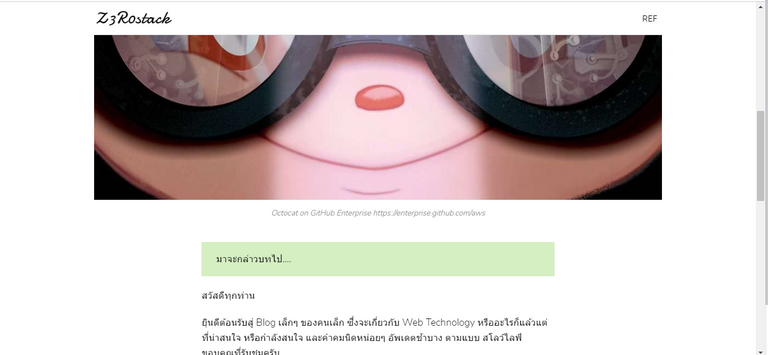 Z3Rostack
REF
Octocat on GitHub Enterprise https://enterprise.github.com/aws
มาจะกล่าวบทไป....
สวัสดีทุกท่าน
ยินดีต้อนรับสู่ Blog เล็กๆ ของคนเล็ก ซึ่งจะเกี่ยวกับ Web Technology หรืออะไรก็แล้วแต่
ที่น่าสนใจ หรือกำลังสนใจ และค่าคมนิดหน่อยๆ อัพเดตช้าบาง ตามแบบ สโลว์ไลฟ์
ขอบคุณที่รับชมครับ